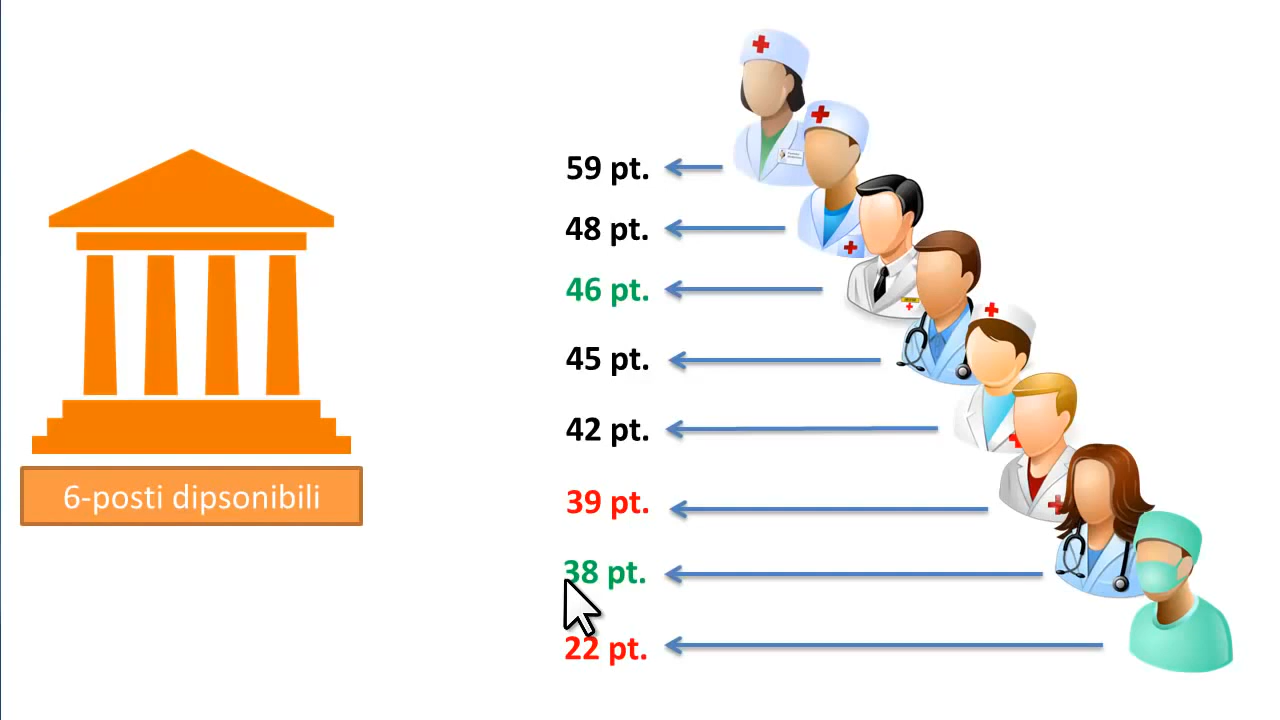 59 pt.
48 pt.
46 pt.
45 pt.
42 pt.
6-posti dipsonibili
39 pt.
38 pt.
22 pt.